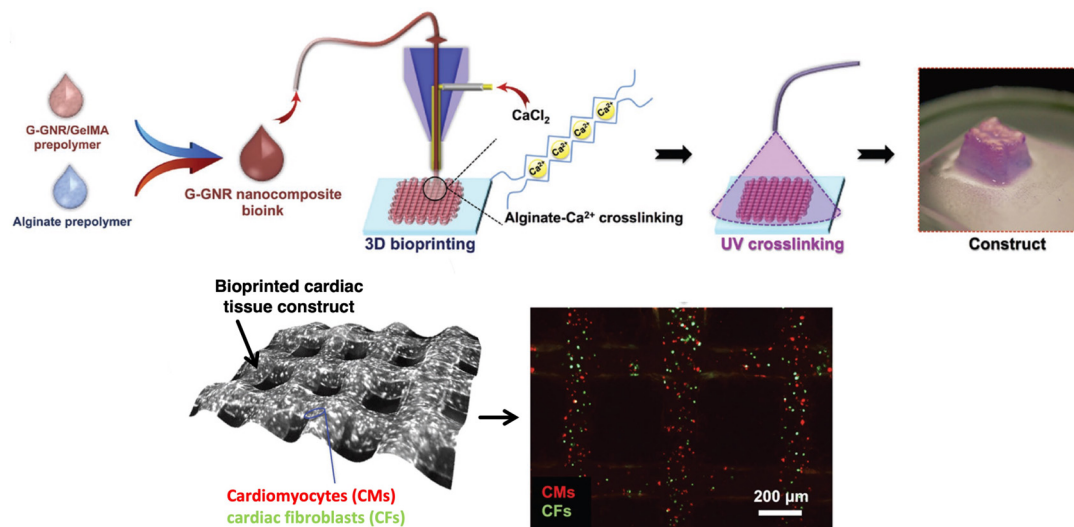 G-GNR/GelMA
prepolymer
Alginate prepolymer
G-GNR nanocomposite
bioink
CaCl₂
Ca²⁺
Ca²⁺
Ca²⁺
Ca²⁺
Alginate-Ca²⁺ crosslinking
3D bioprinting
UV crosslinking
Construct
Bioprinted cardiac
tissue construct
Cardiomyocytes (CMs)
cardiac fibroblasts (CFs)
CMs
CFs
200 µm